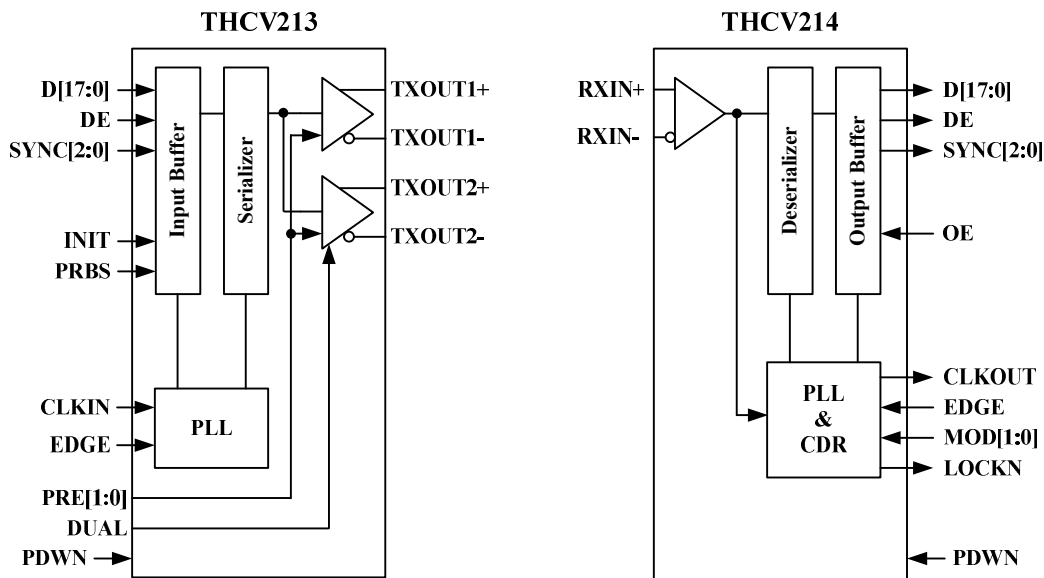 THCV213
D[17:0]
DE
SYNC[2:0]
INIT
PRBS
CLKIN
EDGE
PRE[1:0]
DUAL
PDWN
Input Buffer
Serializer
PLL
TXOUT1+
TXOUT1-
TXOUT2+
TXOUT2-
THCV214
RXIN+
RXIN-
Deserializer
Output Buffer
PLL
&
CDR
D[17:0]
DE
SYNC[2:0]
OE
CLKOUT
EDGE
MOD[1:0]
LOCKN
PDWN